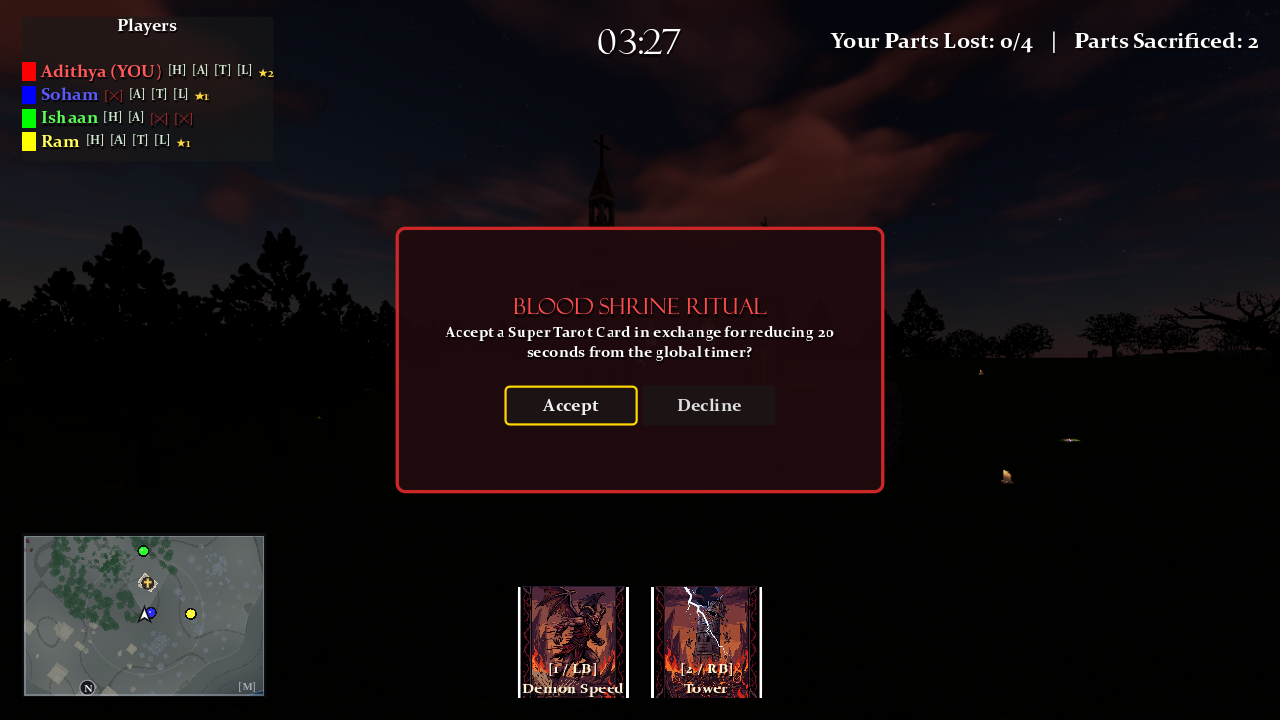 Players
03:27
Your Parts Lost: 0/4 | Parts Sacrificed: 2
Adithya (YOU) [H] [A] [T] [L] ★2
Soham [X] [A] [T] [L] ★1
Ishaan [H] [A] [X] [X]
Ram [H] [A] [T] [L] ★1
BLOOD SHRINE RITUAL
Accept a Super Tarot Card in exchange for reducing 20
seconds from the global timer?
Accept Decline
N [M]
[1 / LB] [2 / RB]
Demon Speed Tower